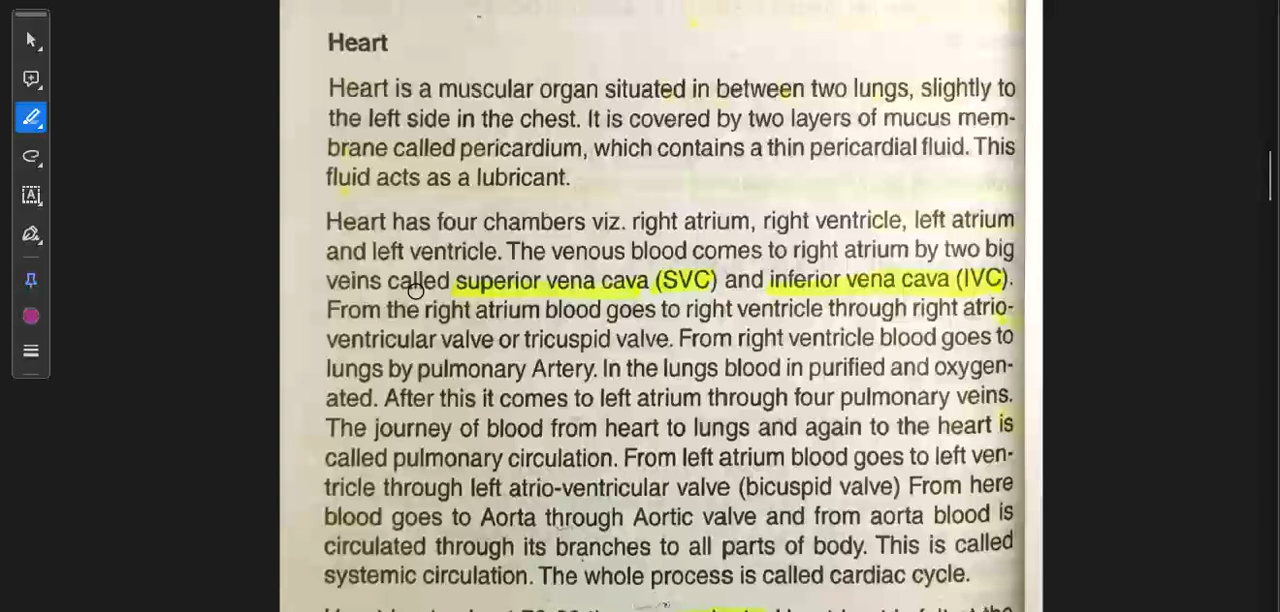 Heart
Heart is a muscular organ situated in between two lungs, slightly to
the left side in the chest. It is covered by two layers of mucus mem-
brane called pericardium, which contains a thin pericardial fluid. This
fluid acts as a lubricant.
Heart has four chambers viz. right atrium, right ventricle, left atrium
and left ventricle. The venous blood comes to right atrium by two big
veins called superior vena cava (SVC) and inferior vena cava (IVC).
From the right atrium blood goes to right ventricle through right atrio-
ventricular valve or tricuspid valve. From right ventricle blood goes to
lungs by pulmonary Artery. In the lungs blood in purified and oxygen-
ated. After this it comes to left atrium through four pulmonary veins.
The journey of blood from heart to lungs and again to the heart is
called pulmonary circulation. From left atrium blood goes to left ven-
tricle through left atrio-ventricular valve (bicuspid valve) From here
blood goes to Aorta through Aortic valve and from aorta blood is
circulated through its branches to all parts of body. This is called
systemic circulation. The whole process is called cardiac cycle.